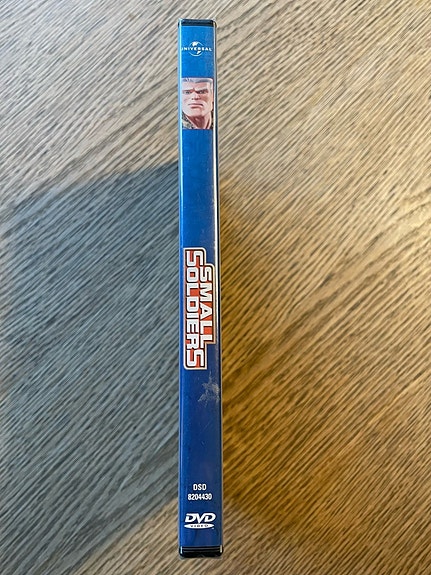 UNIVERSAL
SMALL
SOLDIERS
DSD
8204430
DVD
VIDEO